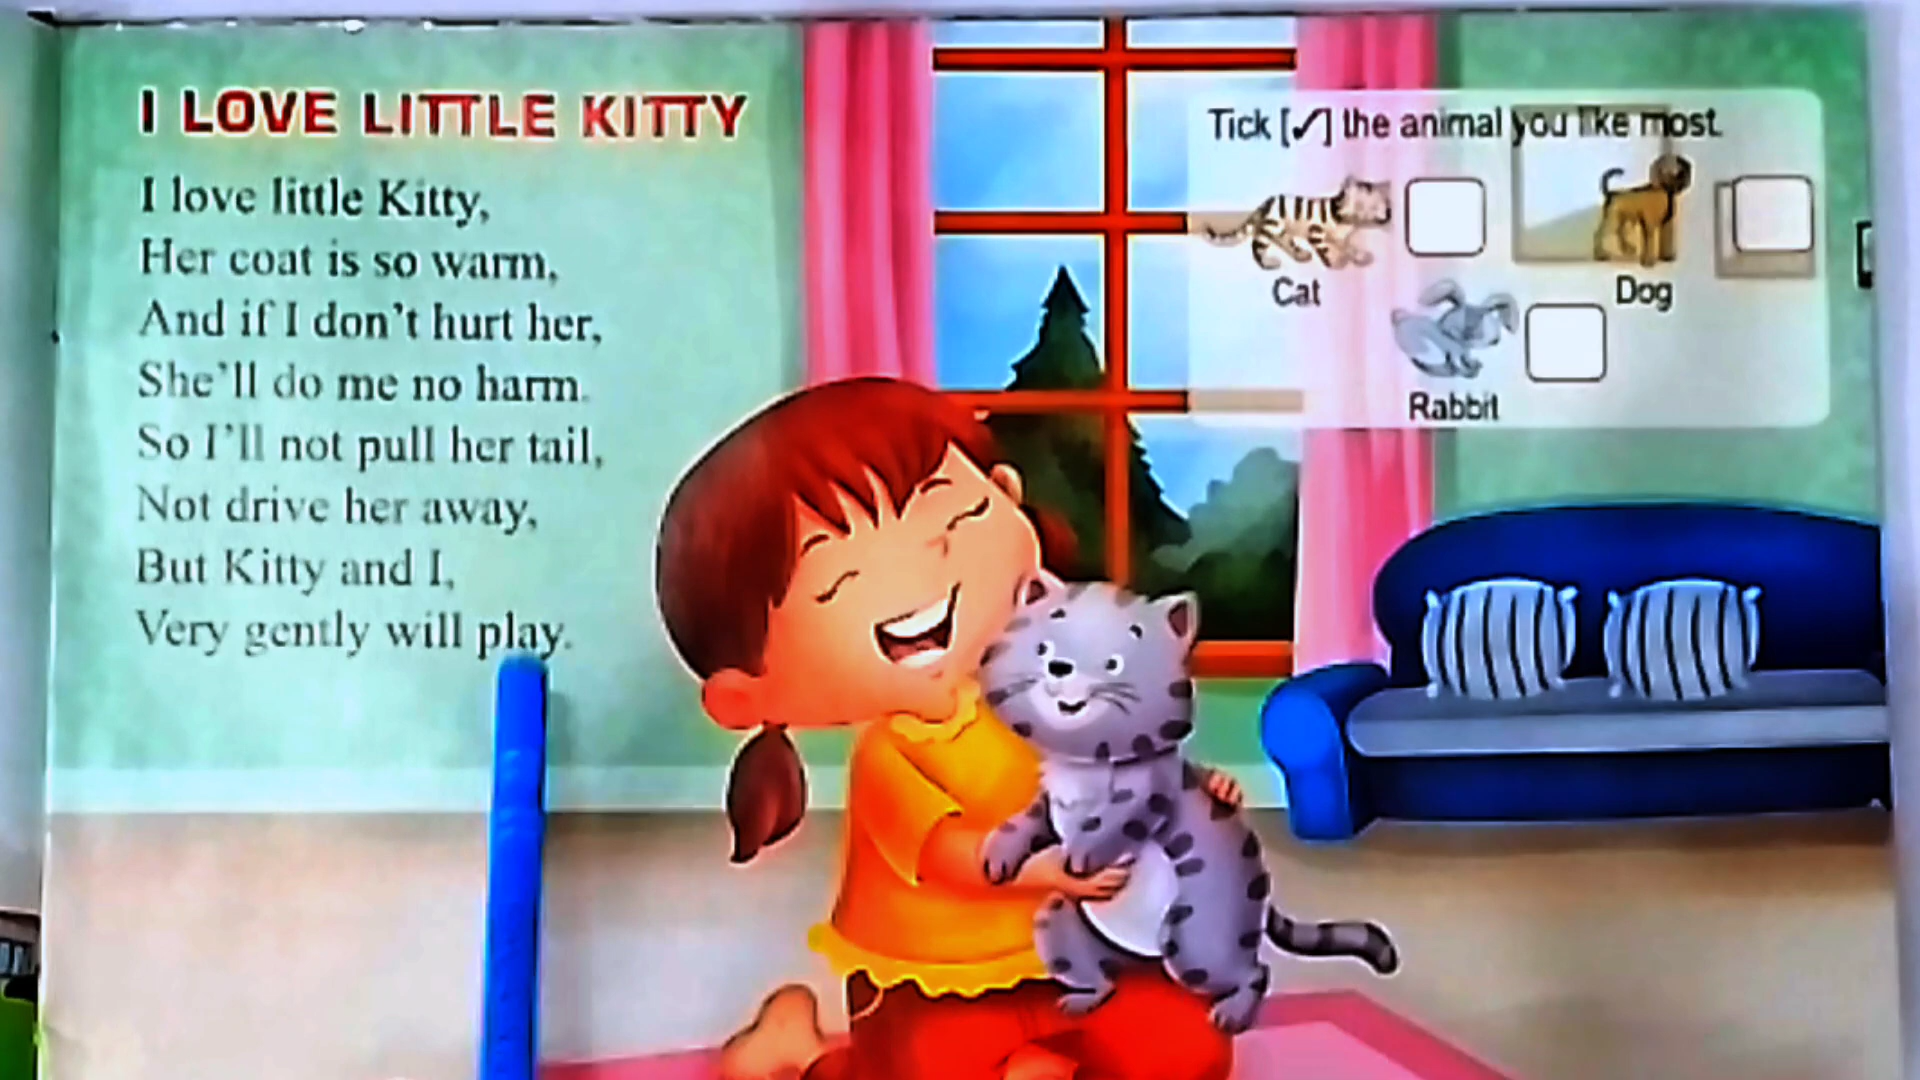 I LOVE LITTLE KITTY
I love little Kitty,
Her coat is so warm,
And if I don't hurt her,
She'll do me no harm.
So I'll not pull her tail,
Not drive her away,
But Kitty and I,
Very gently will play.
Tick [✓] the animal you like most.
Cat
Dog
Rabbit